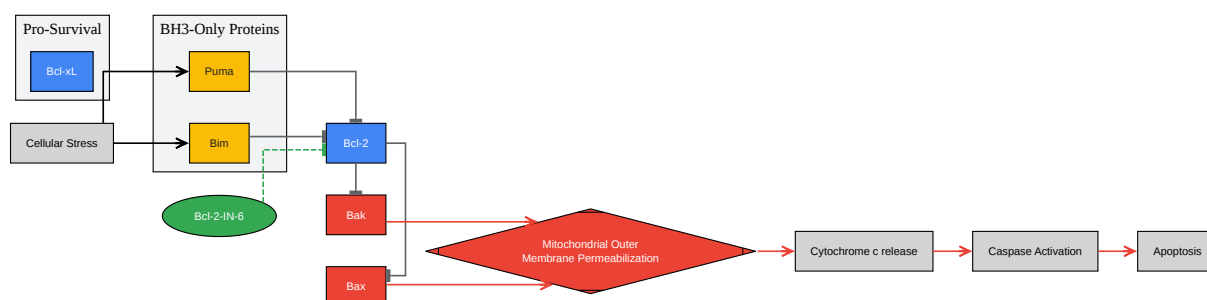 Pro-Survival
BH3-Only Proteins
Bcl-xL
Puma
Cellular Stress
Bim
Bcl-2
Bcl-2-IN-6
Bak
Bax
Mitochondrial Outer
Membrane Permeabilization
Cytochrome c release
Caspase Activation
Apoptosis